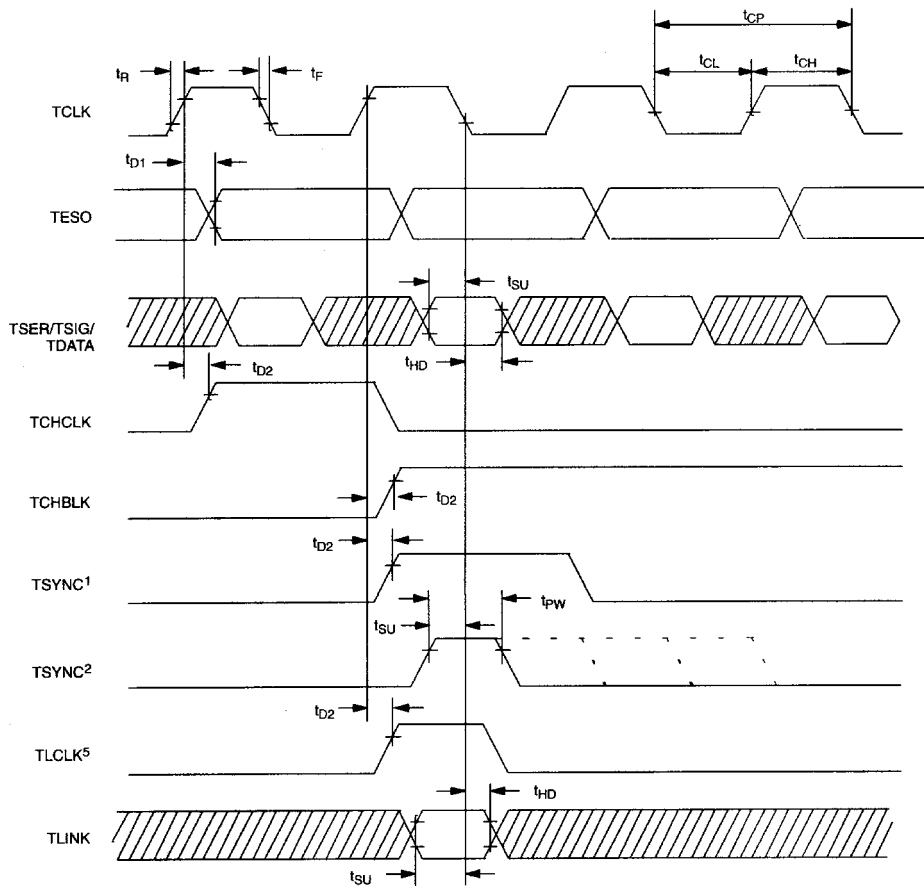 tCP
tR
tF
tCL
tCH
TCLK
tD1
TESO
tSU
TSER/TSIG/
TDATA
tD2
tHD
TCHCLK
TCHBLK
tD2
tD2
TSYNC¹
tPW
tSU
TSYNC²
tD2
TLCLK⁵
tHD
TLINK
tSU